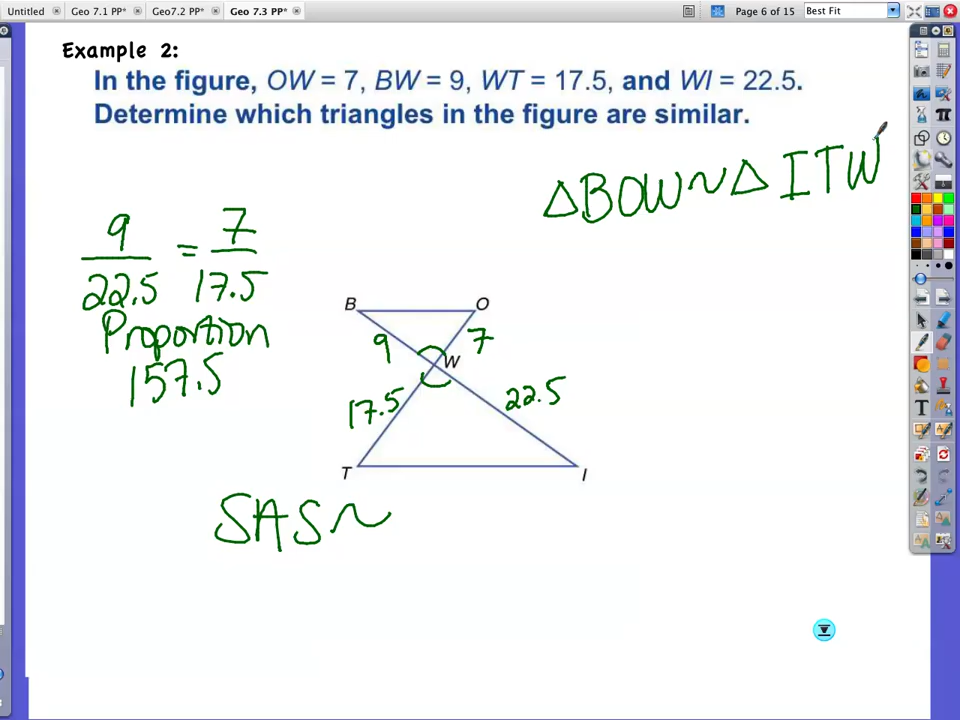 Untitled Geo 7.1 PP* Geo7.2 PP* Geo 7.3 PP* Page 6 of 15 Best Fit
Example 2:
In the figure, OW = 7, BW = 9, WT = 17.5, and WI = 22.5.
Determine which triangles in the figure are similar.
△BOW~△ITW
9/22.5 = 7/17.5
Proportion
157.5
B O
9 7
W
17.5 22.5
T I
SAS~